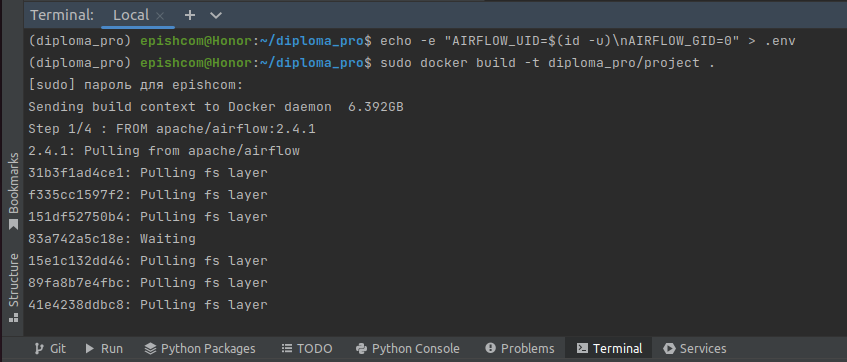 Terminal: Local × +
(diploma_pro) epishcom@Honor:~/diploma_pro$ echo -e "AIRFLOW_UID=$(id -u)\nAIRFLOW_GID=0" > .env
(diploma_pro) epishcom@Honor:~/diploma_pro$ sudo docker build -t diploma_pro/project .
[sudo] пароль для epishcom:
Sending build context to Docker daemon  6.392GB
Step 1/4 : FROM apache/airflow:2.4.1
2.4.1: Pulling from apache/airflow
31b3f1ad4ce1: Pulling fs layer
f335cc1597f2: Pulling fs layer
151df52750b4: Pulling fs layer
83a742a5c18e: Waiting
15e1c132dd46: Pulling fs layer
89fa8b7e4fbc: Pulling fs layer
41e4238ddbc8: Pulling fs layer
Bookmarks
Structure
Git Run Python Packages TODO Python Console Problems Terminal Services